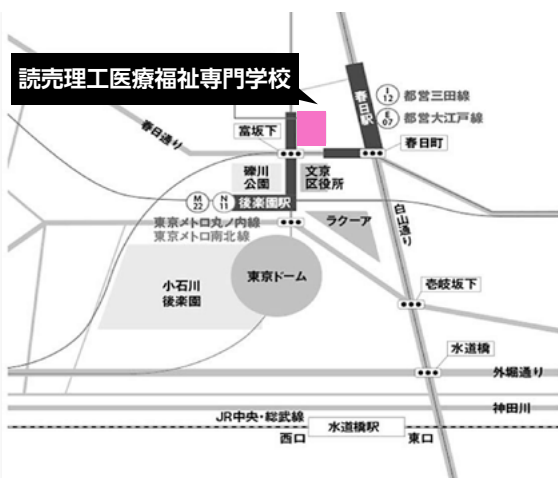 読売理工医療福祉専門学校
I
12
都営三田線
E
07
都営大江戸線
春日駅
春日通り
富坂下
春日町
礫川
公園
文京
区役所
M
22
N
11
後楽園駅
東京メトロ丸ノ内線
東京メトロ南北線
ラクーア
白山通り
小石川
後楽園
東京ドーム
壱岐坂下
水道橋
外堀通り
神田川
JR中央・総武線
西口
水道橋駅
東口